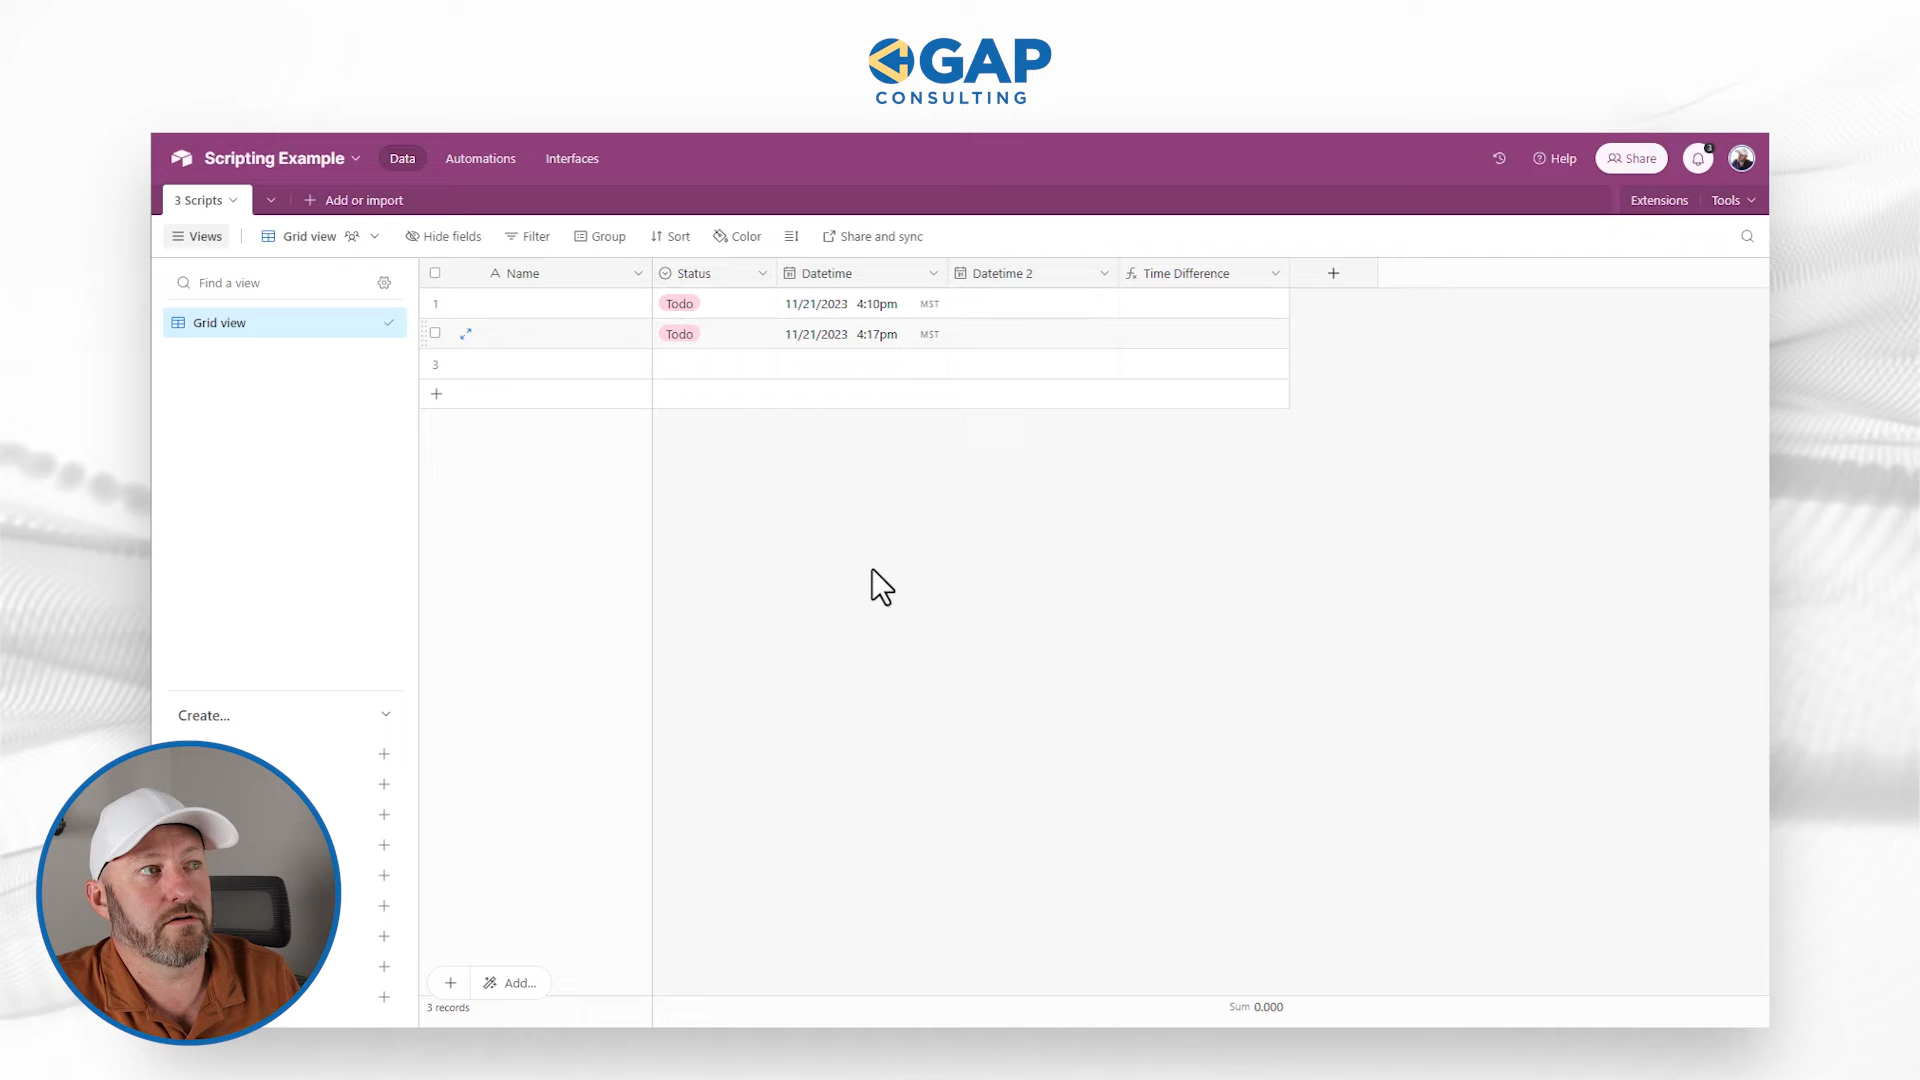 GAP
CONSULTING
Scripting Example
Data
Automations
Interfaces
Help
Share
3
3 Scripts
Add or import
Extensions
Tools
Views
Grid view
Hide fields
Filter
Group
Sort
Color
Share and sync
Find a view
Grid view
Name
Status
Datetime
Datetime 2
Time Difference
1
Todo
11/21/2023 4:10pm MST
Todo
11/21/2023 4:17pm MST
3
Create...
Add...
3 records
Sum 0.000